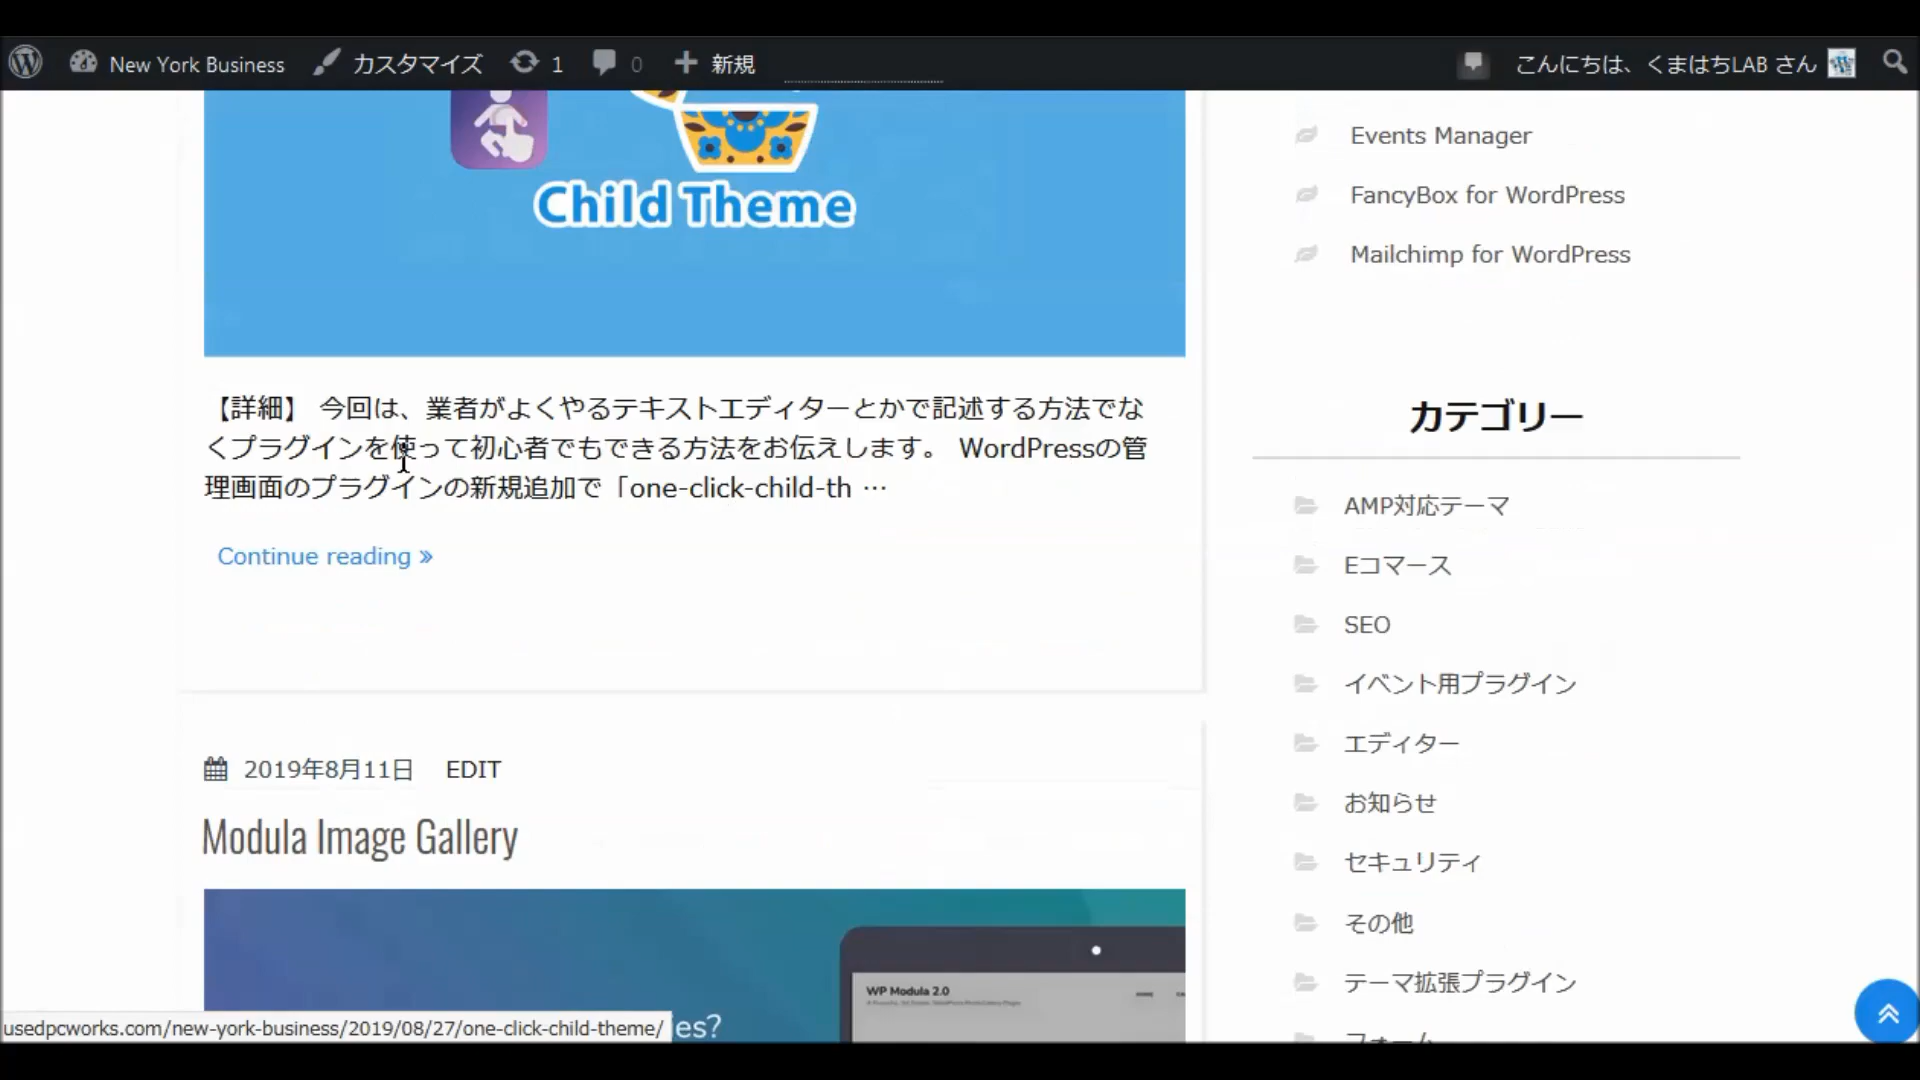 New York Business カスタマイズ 1 0 新規 こんにちは、くまはちLAB さん
Child Theme
【詳細】 今回は、業者がよくやるテキストエディターとかで記述する方法でな
くプラグインを使って初心者でもできる方法をお伝えします。 WordPressの管
理画面のプラグインの新規追加で「one-click-child-th …
Continue reading »
2019年8月11日 EDIT
Modula Image Gallery
WP Modula 2.0
ies?
usedpcworks.com/new-york-business/2019/08/27/one-click-child-theme/
Events Manager
FancyBox for WordPress
Mailchimp for WordPress
カテゴリー
AMP対応テーマ
Eコマース
SEO
イベント用プラグイン
エディター
お知らせ
セキュリティ
その他
テーマ拡張プラグイン
フォーム